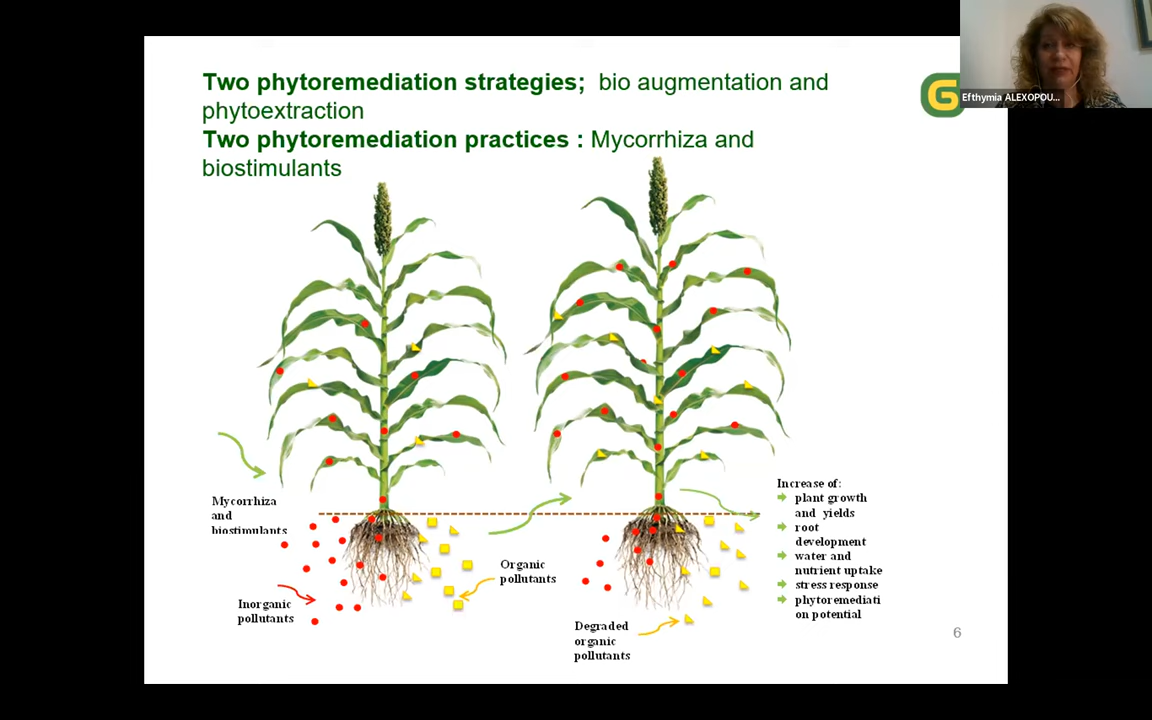 Two phytoremediation strategies; bio augmentation and
phytoextraction
Two phytoremediation practices : Mycorrhiza and
biostimulants
G
Efthymia ALEXOPOU...
Mycorrhiza
and
biostimulants
Inorganic
pollutants
Organic
pollutants
Degraded
organic
pollutants
Increase of:
plant growth
and yields
root
development
water and
nutrient uptake
stress response
phytoremediati
on potential
6